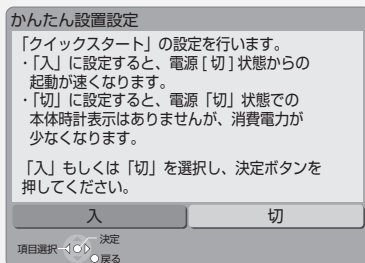 かんたん設置設定
「クイックスタート」の設定を行います。
・「入」に設定すると、電源 [ 切 ] 状態からの
起動が速くなります。
・「切」に設定すると、電源「切」状態での
本体時計表示はありませんが、消費電力が
少なくなります。
「入」もしくは「切」を選択し、決定ボタンを
押してください。
入
切
項目選択
決定
戻る